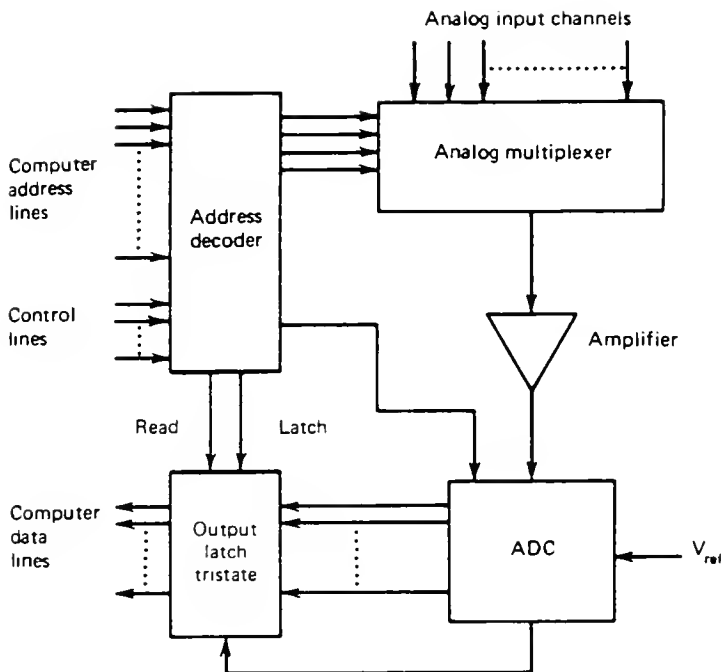 Analog input channels
Analog multiplexer
Computer
address
lines
Address
decoder
Control
lines
Amplifier
Read
Latch
Computer
data
lines
Output
latch
tristate
ADC
Vref